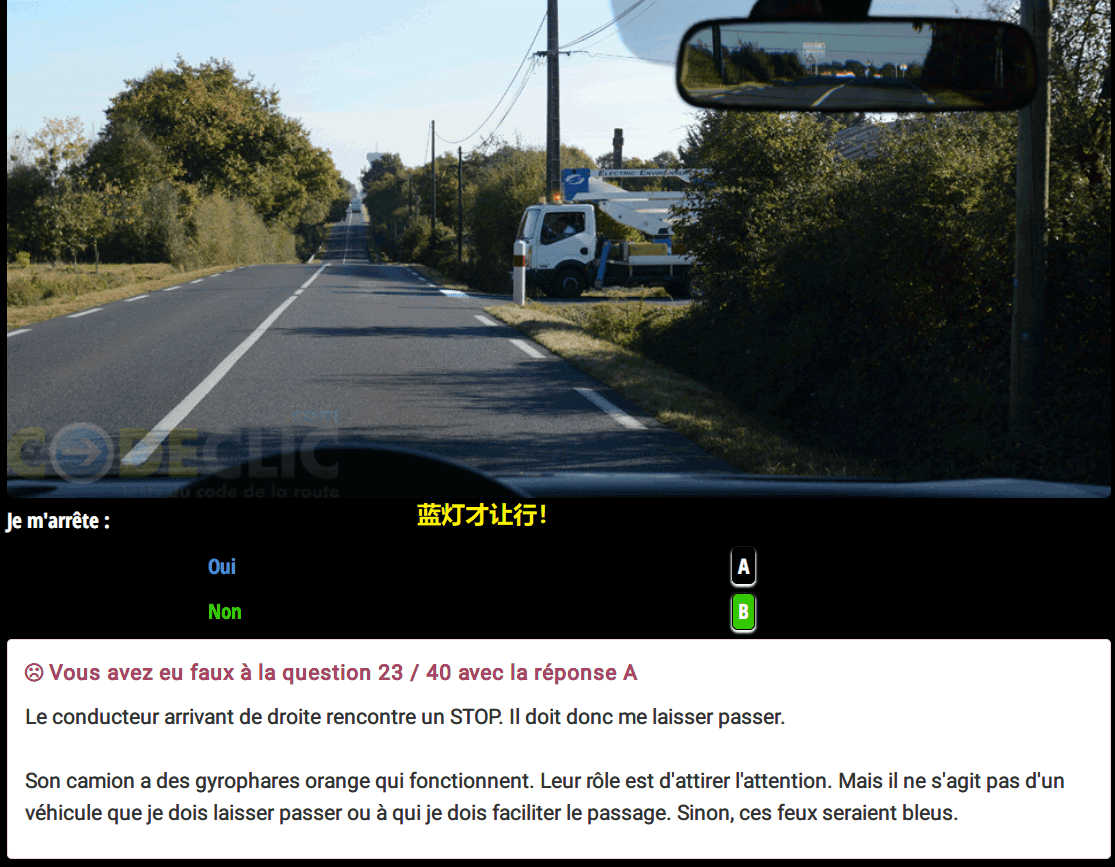 ELECTRIC ENVIRONN
CODECLIC
tests du code de la route
Je m'arrête :
蓝灯才让行！
Oui
A
Non
B
Vous avez eu faux à la question 23 / 40 avec la réponse A
Le conducteur arrivant de droite rencontre un STOP. Il doit donc me laisser passer.
Son camion a des gyrophares orange qui fonctionnent. Leur rôle est d'attirer l'attention. Mais il ne s'agit pas d'un
véhicule que je dois laisser passer ou à qui je dois faciliter le passage. Sinon, ces feux seraient bleus.